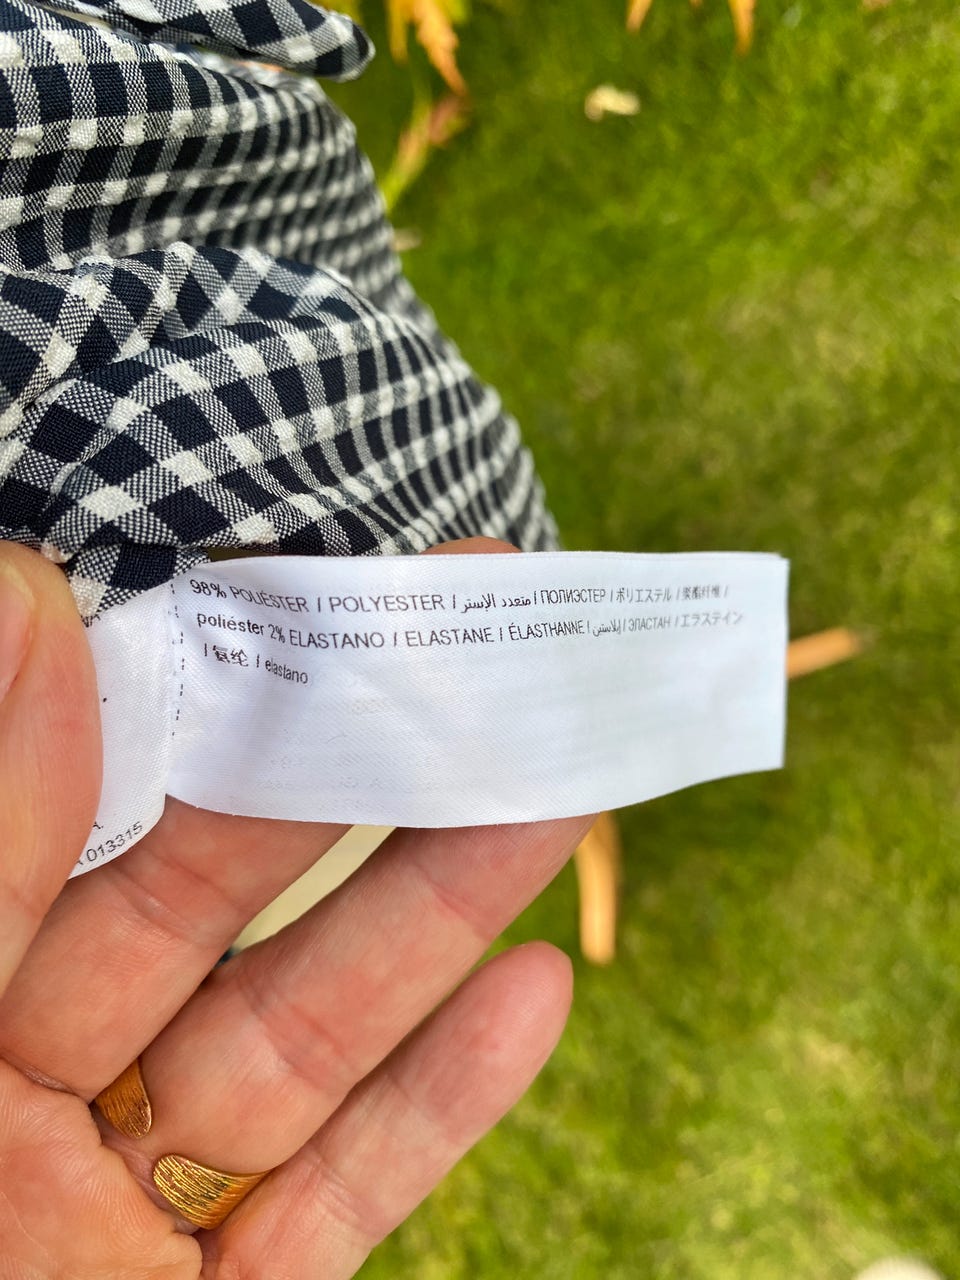 98% POLIÉSTER / POLYESTER / متعدد الإستر / ПОЛИЭСТЕР / ポリエステル / 聚酯纤维 /
poliéster 2% ELASTANO / ELASTANE / ÉLASTHANNE / إيلاستين / ЭЛАСТАН / エラステイン
/ 氨纶 / elastano
013315